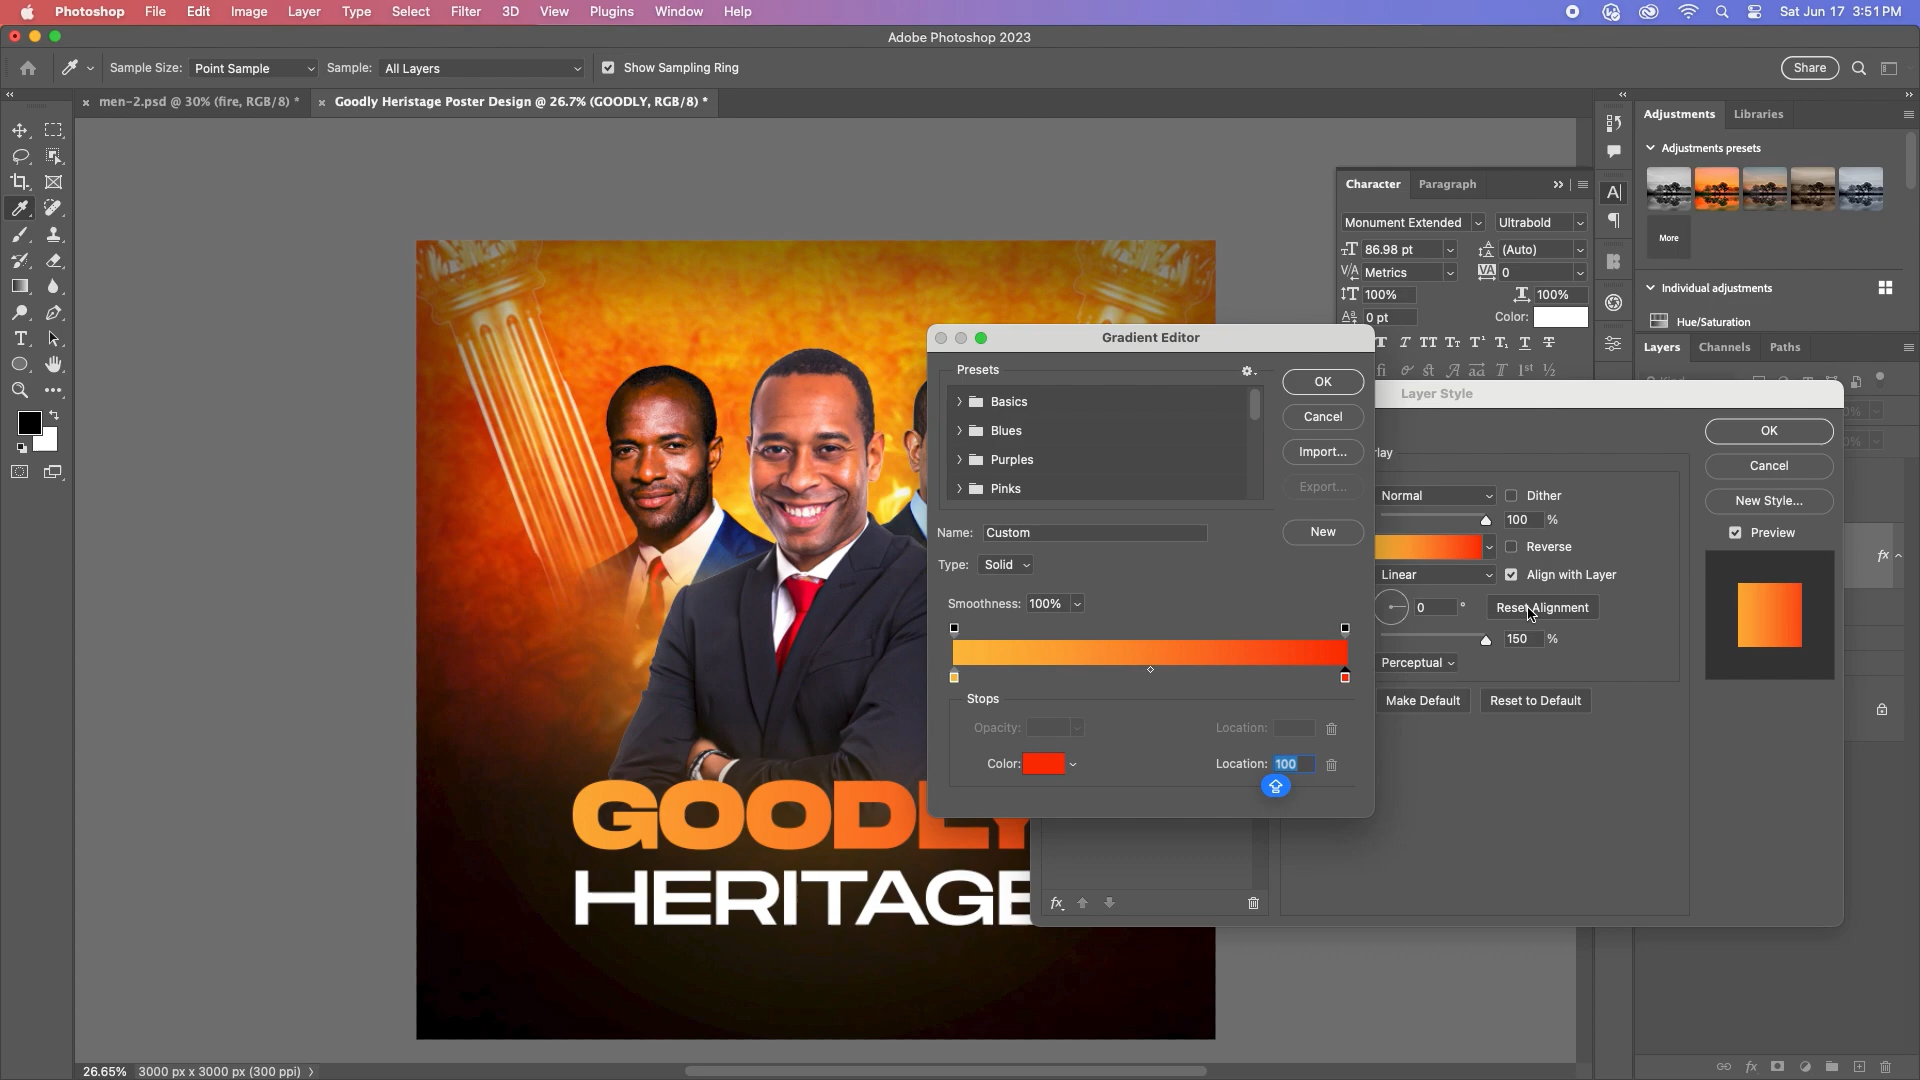 Photoshop File Edit Image Layer Type Select Filter 3D View Plugins Window Help Sat Jun 17 3:51 PM
Adobe Photoshop 2023
Sample Size: Point Sample Sample: All Layers Show Sampling Ring Share
men-2.psd @ 30% (fire, RGB/8) * Goodly Heristage Poster Design @ 26.7% (GOODLY, RGB/8) *
Adjustments Libraries
Adjustments presets
More
Individual adjustments
Hue/Saturation
Layers Channels Paths
Character Paragraph
Monument Extended Ultrabold
86.98 pt (Auto)
Metrics 0
100% 100%
0 pt Color:
Gradient Editor
Presets
Basics
Blues
Purples
Pinks
OK
Cancel
Import...
Export...
Name: Custom New
Type: Solid
Smoothness: 100%
Stops
Opacity: Location:
Color: Location: 100
Layer Style
lay
Normal Dither
100 %
Reverse
Linear Align with Layer
0 ° Reset Alignment
150 %
Perceptual
Make Default Reset to Default
OK
Cancel
New Style...
Preview
fx
GOODLY
HERITAGE
fx
26.65% 3000 px x 3000 px (300 ppi)
fx